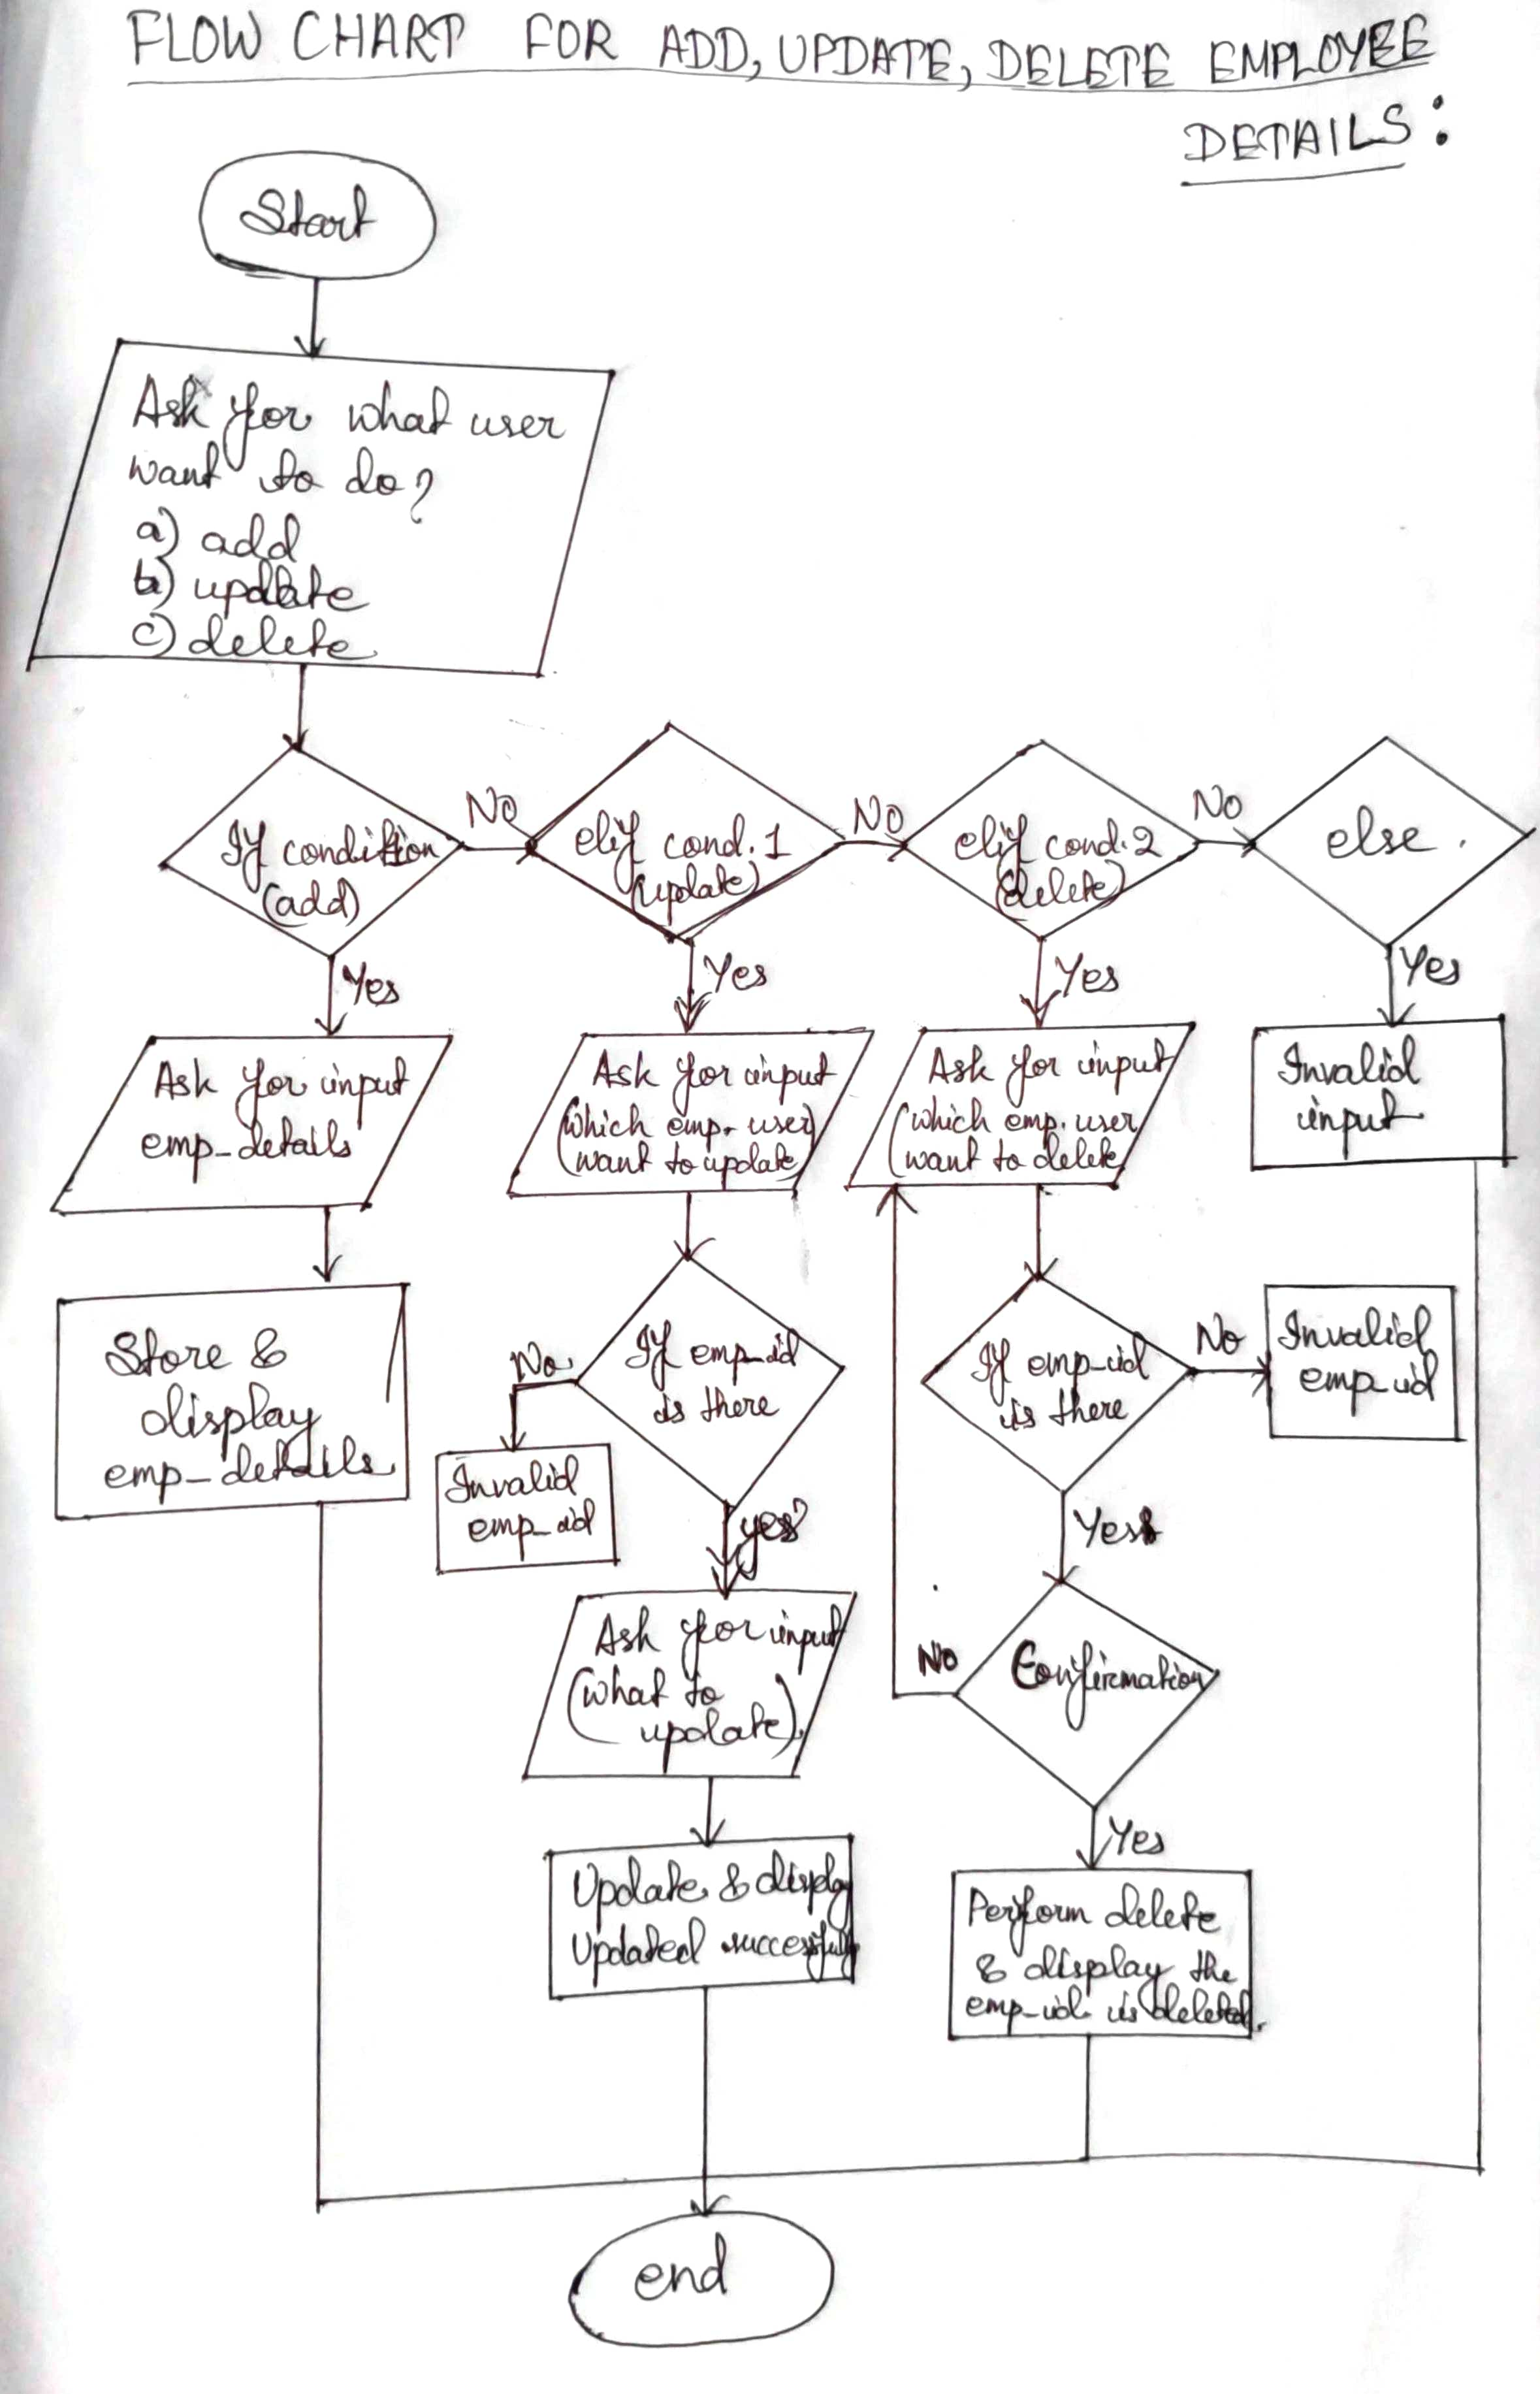 FLOW CHART FOR ADD, UPDATE, DELETE EMPLOYEE
DETAILS:
Start
Ask for what user
want to do?
a) add
b) update
c) delete
If condition
(add)
No
elif cond. 1
(update)
No
elif cond. 2
(delete)
No
else.
Yes
Yes
Yes
Yes
Ask for input
emp_details
Ask for input
(which emp. user)
(want to update)
Ask for input
(which emp. user
(want to delete
Invalid
input
Store &
display
emp_details
If emp_id
is there
No
Invalid
emp_id
yes
If emp_id
is there
No
Invalid
emp_id
Yes
Ask for input
(what to
update)
Confirmation
No
Yes
Update & display
Updated successfully
Perform delete
& display the
emp_id is deleted.
end